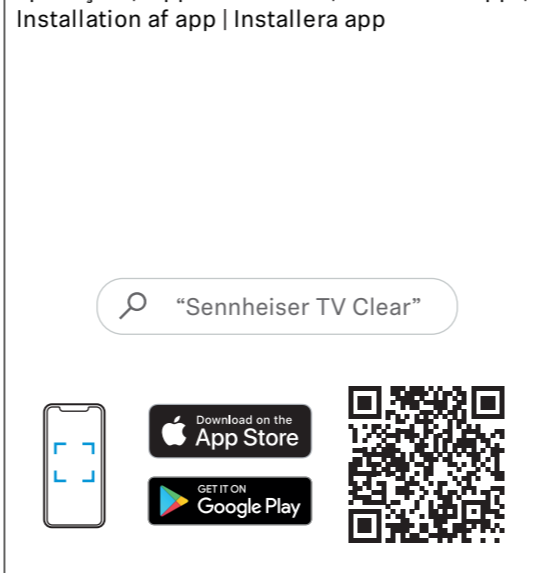 Installation af app | Installera app
“Sennheiser TV Clear”
Download on the
App Store
GET IT ON
Google Play